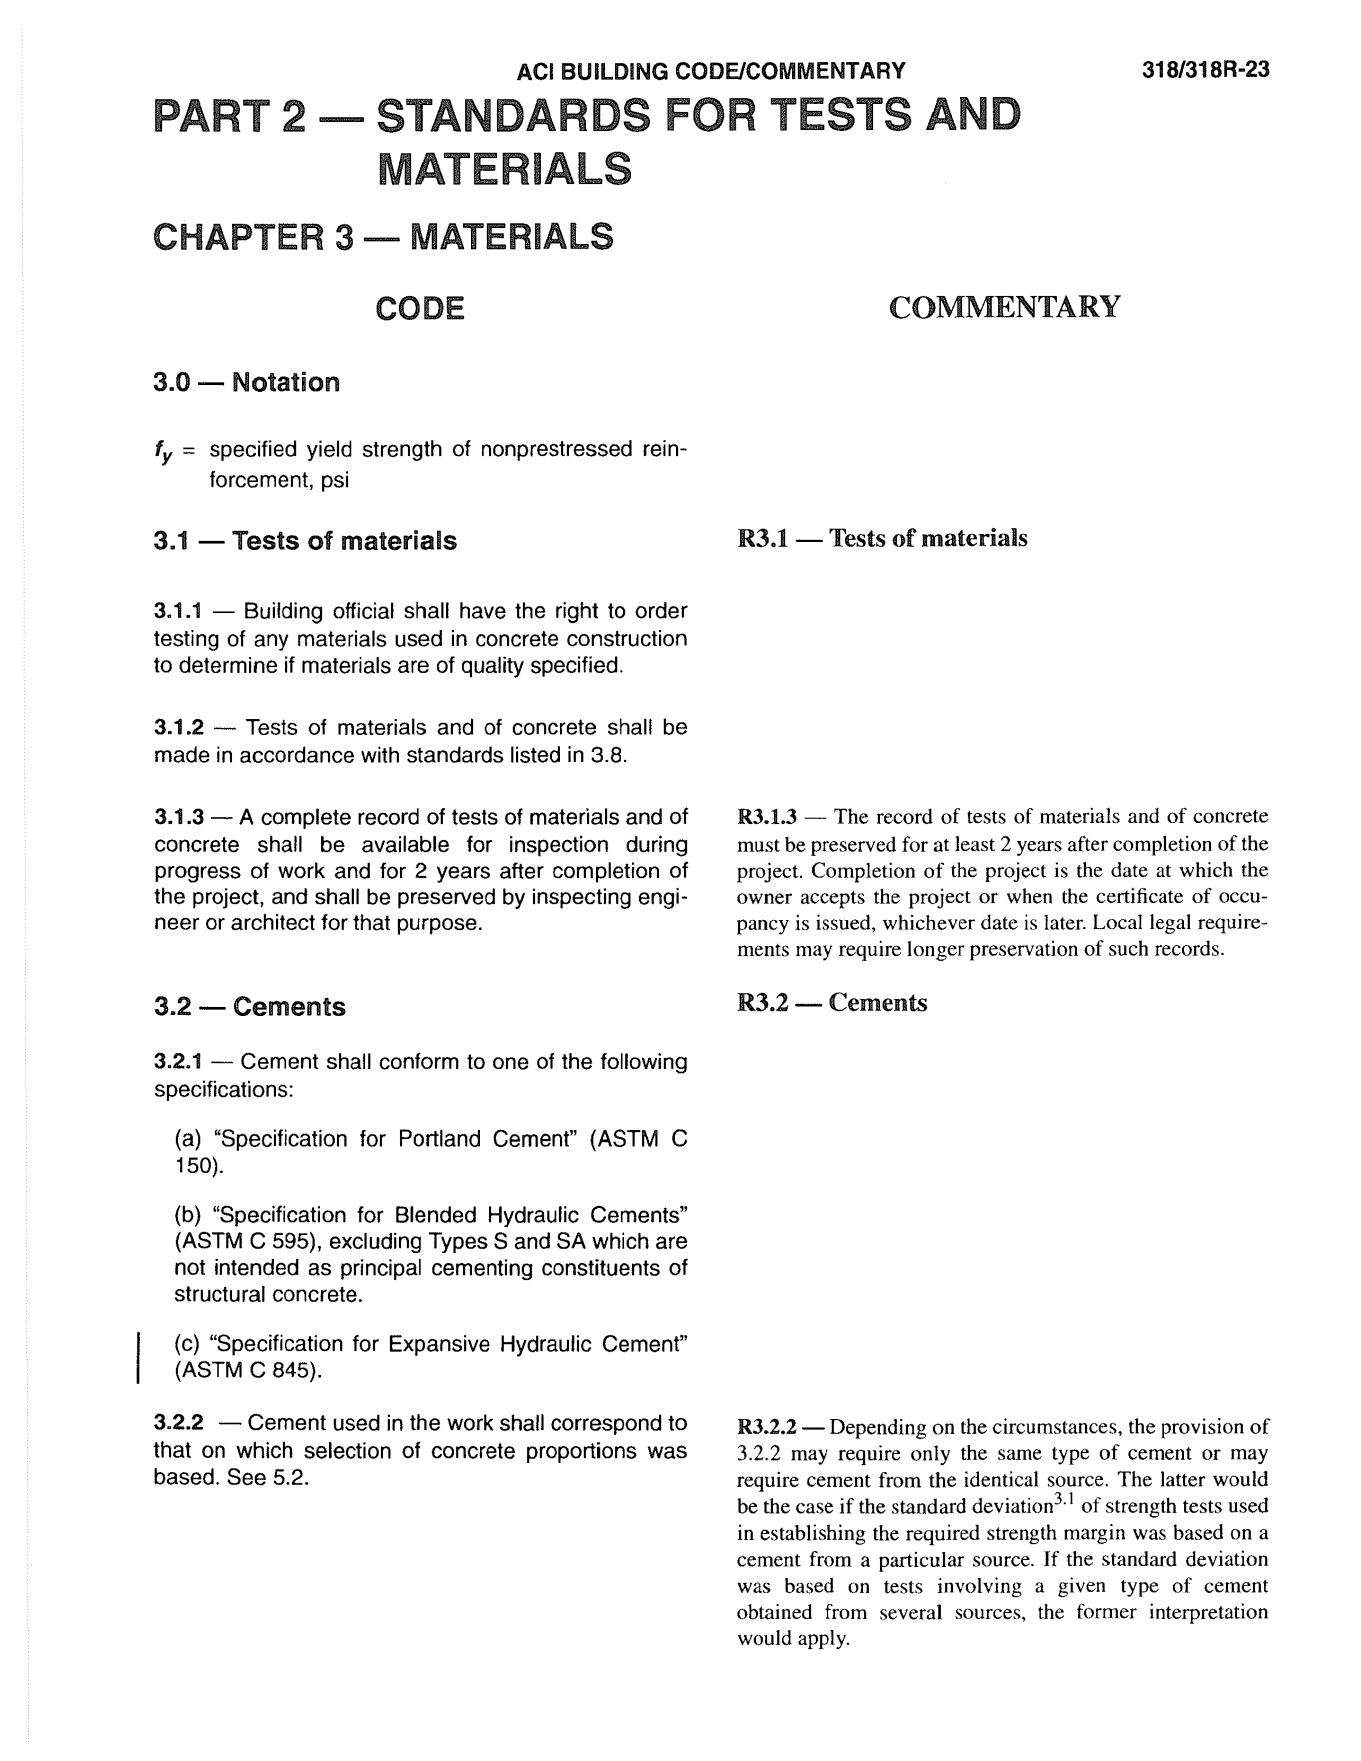 ACI BUILDING CODE/COMMENTARY 318/318R-23
PART 2 — STANDARDS FOR TESTS AND
MATERIALS
CHAPTER 3 — MATERIALS
CODE
COMMENTARY
3.0 — Notation
fy = specified yield strength of nonprestressed rein-
forcement, psi
3.1 — Tests of materials
3.1.1 — Building official shall have the right to order
testing of any materials used in concrete construction
to determine if materials are of quality specified.
3.1.2 — Tests of materials and of concrete shall be
made in accordance with standards listed in 3.8.
3.1.3 — A complete record of tests of materials and of
concrete shall be available for inspection during
progress of work and for 2 years after completion of
the project, and shall be preserved by inspecting engi-
neer or architect for that purpose.
3.2 — Cements
3.2.1 — Cement shall conform to one of the following
specifications:
(a) “Specification for Portland Cement” (ASTM C
150).
(b) “Specification for Blended Hydraulic Cements”
(ASTM C 595), excluding Types S and SA which are
not intended as principal cementing constituents of
structural concrete.
(c) “Specification for Expansive Hydraulic Cement”
(ASTM C 845).
3.2.2 — Cement used in the work shall correspond to
that on which selection of concrete proportions was
based. See 5.2.
R3.1 — Tests of materials
R3.1.3 — The record of tests of materials and of concrete
must be preserved for at least 2 years after completion of the
project. Completion of the project is the date at which the
owner accepts the project or when the certificate of occu-
pancy is issued, whichever date is later. Local legal require-
ments may require longer preservation of such records.
R3.2 — Cements
R3.2.2 — Depending on the circumstances, the provision of
3.2.2 may require only the same type of cement or may
require cement from the identical source. The latter would
be the case if the standard deviation3.1 of strength tests used
in establishing the required strength margin was based on a
cement from a particular source. If the standard deviation
was based on tests involving a given type of cement
obtained from several sources, the former interpretation
would apply.